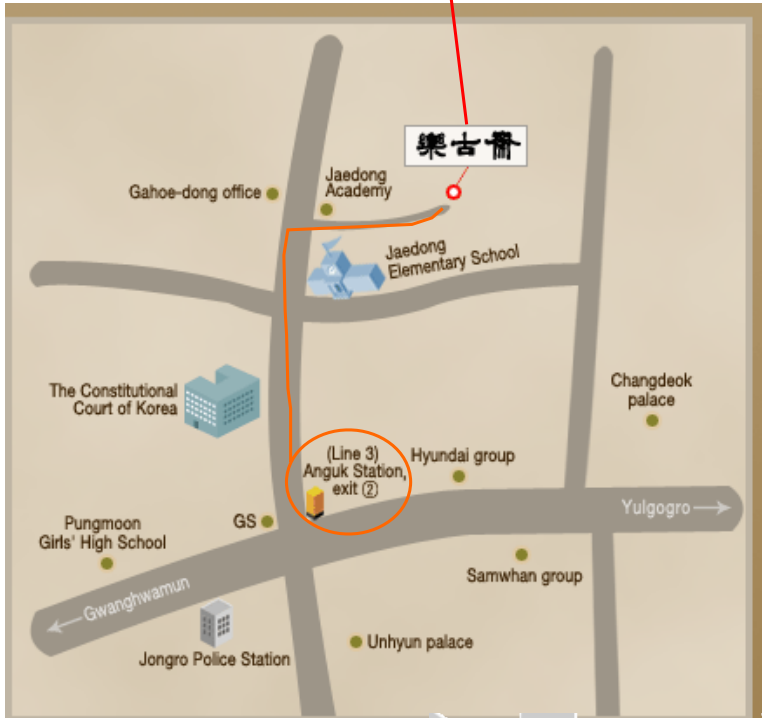 樂古齋
Jaedong
Academy
Gahoe-dong office
Jaedong
Elementary School
The Constitutional
Court of Korea
Changdeok
palace
(Line 3)
Anguk Station,
exit ②
Hyundai group
Yulgogro
GS
Pungmoon
Girls' High School
Samwhan group
Gwanghwamun
Unhyun palace
Jongro Police Station